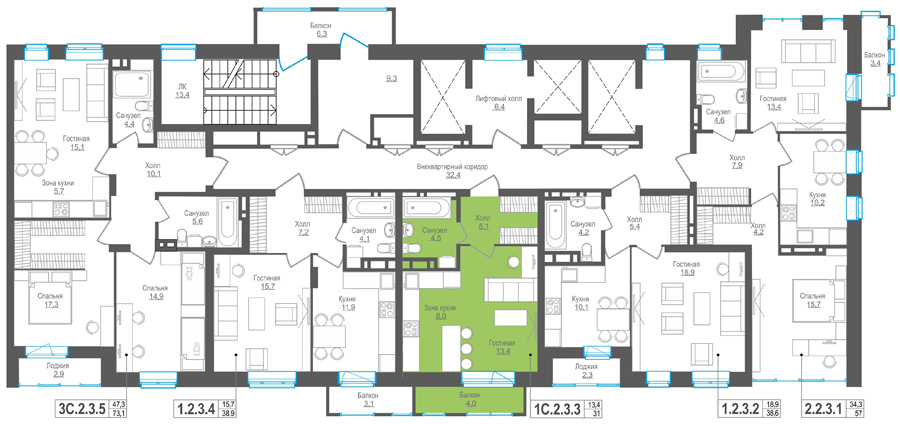 Балкон
6.3
ЛК
13.4
9.3
Лифтовый холл
6.4
Санузел
4.6
Гостиная
13.4
Балкон
3.4
Санузел
4.4
Гостиная
15.1
Холл
10.1
Зона кухни
5.7
Внеквартирный коридор
32.4
Холл
7.9
Кухня
10.2
4.2
Санузел
5.6
Холл
7.2
Санузел
4.1
Санузел
4.5
Холл
5.1
Санузел
4.2
Холл
5.4
Спальня
17.3
Спальня
14.9
Гостиная
15.7
Кухня
11.9
Зона кухни
8.0
Гостиная
13.4
Кухня
10.1
Гостиная
18.9
Спальня
15.7
Лоджия
2.9
Лоджия
2.3
Балкон
3.1
Балкон
4.0
3С.2.3.5 47,3 73,1
1.2.3.4 15,7 38.9
1С.2.3.3 13,4 31
1.2.3.2 18,9 38,6
2.2.3.1 34,3 57